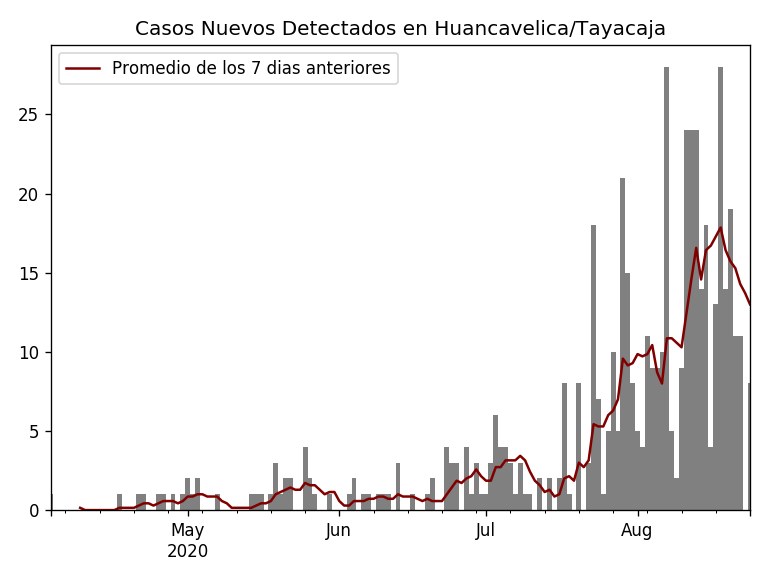 Casos Nuevos Detectados en Huancavelica/Tayacaja
Promedio de los 7 dias anteriores
25
20
15
10
5
0
May
2020
Jun
Jul
Aug